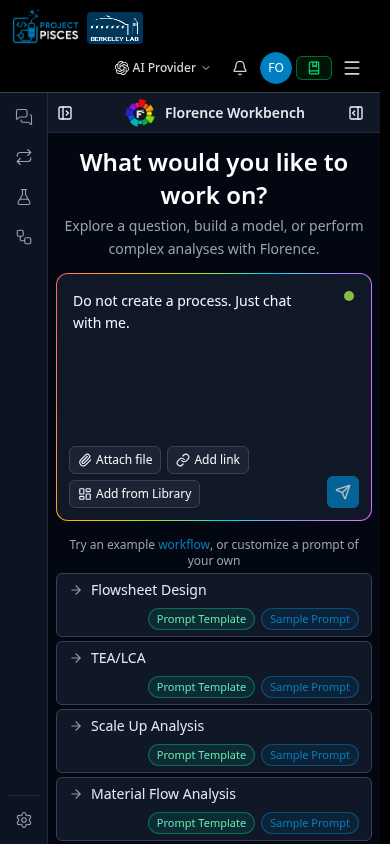 PROJECT
PISCES
BERKELEY LAB
AI Provider
FO
F
Florence Workbench
What would you like to
work on?
Explore a question, build a model, or perform
complex analyses with Florence.
Do not create a process. Just chat
with me.
Attach file
Add link
Add from Library
Try an example workflow, or customize a prompt of
your own
Flowsheet Design
Prompt Template
Sample Prompt
TEA/LCA
Prompt Template
Sample Prompt
Scale Up Analysis
Prompt Template
Sample Prompt
Material Flow Analysis
Prompt Template
Sample Prompt